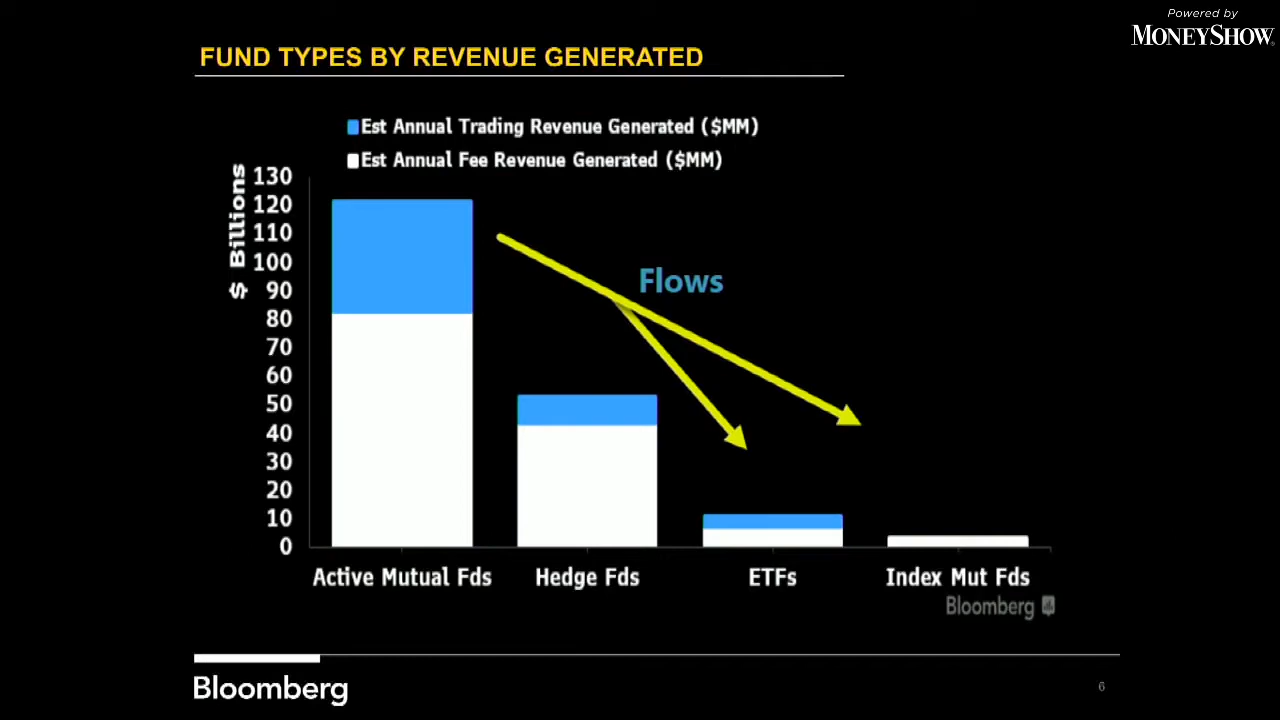 Powered by
MONEYSHOW
FUND TYPES BY REVENUE GENERATED
Est Annual Trading Revenue Generated ($MM)
Est Annual Fee Revenue Generated ($MM)
$ Billions
130
120
110
100
90
80
70
60
50
40
30
20
10
0
Flows
Active Mutual Fds
Hedge Fds
ETFs
Index Mut Fds
Bloomberg
Bloomberg
6